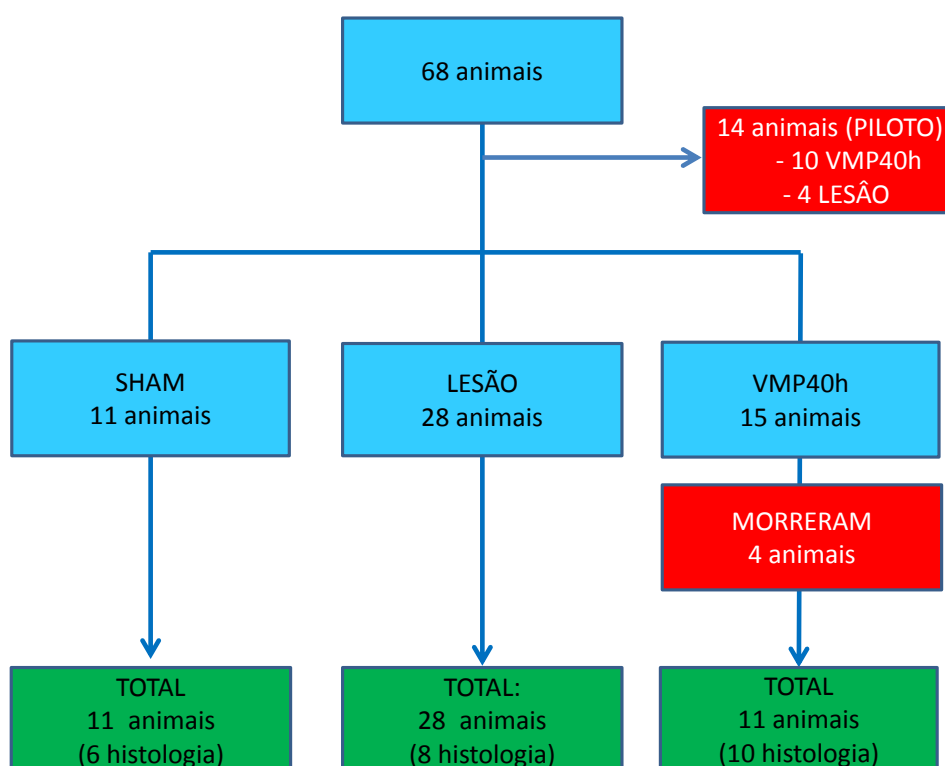 68 animais
14 animais (PILOTO)
- 10 VMP40h
- 4 LESÂO
SHAM
11 animais
LESÃO
28 animais
VMP40h
15 animais
MORRERAM
4 animais
TOTAL
11 animais
(6 histologia)
TOTAL:
28 animais
(8 histologia)
TOTAL
11 animais
(10 histologia)